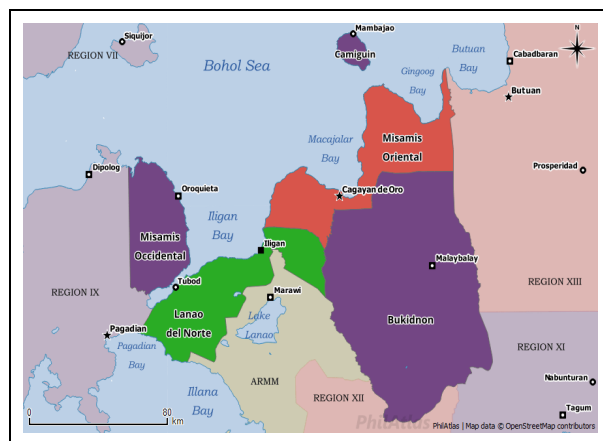 Mambajao
N
Siquijor
REGION VII
Camiguin
Butuan
Bay
Cabadbaran
Bohol Sea
Gingoog
Bay
Butuan
Macajalar
Bay
Misamis
Oriental
Dipolog
Prosperidad
Oroquieta
Cagayan de Oro
Iligan
Bay
Misamis
Occidental
Iligan
Malaybalay
Tubod
REGION XIII
REGION IX
Marawi
Lanao
del Norte
Lake
Lanao
Bukidnon
Pagadian
Pagadian
Bay
REGION XI
ARMM
Illana
Bay
REGION XII
Nabunturan
0 80
km
Tagum
PhilAtlas
PhilAtlas | Map data © OpenStreetMap contributors